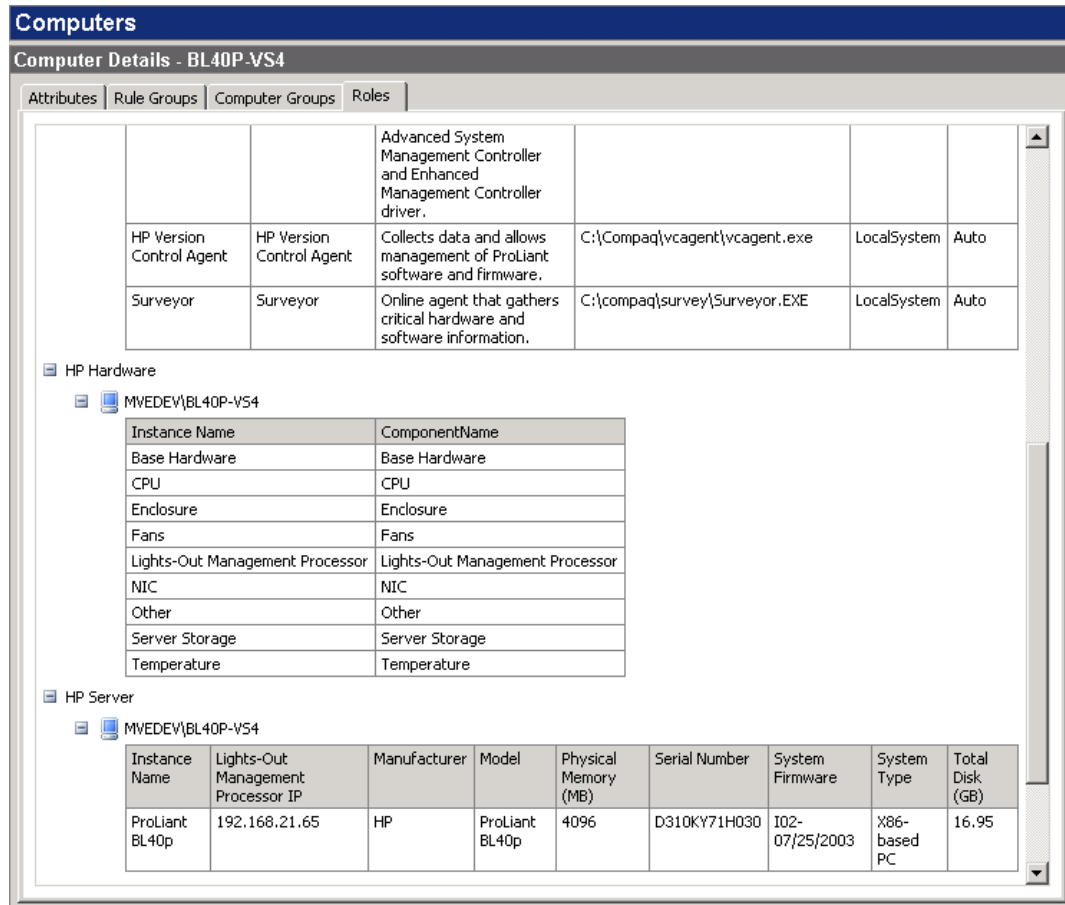 Computers
Computer Details - BL40P-VS4
Attributes Rule Groups Computer Groups Roles
Advanced System
Management Controller
and Enhanced
Management Controller
driver.
HP Version HP Version Collects data and allows C:\Compaq\vcagent\vcagent.exe LocalSystem Auto
Control Agent Control Agent management of ProLiant
software and firmware.
Surveyor Surveyor Online agent that gathers C:\compaq\survey\Surveyor.EXE LocalSystem Auto
critical hardware and
software information.
HP Hardware
MVEDEV\BL40P-VS4
Instance Name ComponentName
Base Hardware Base Hardware
CPU CPU
Enclosure Enclosure
Fans Fans
Lights-Out Management Processor Lights-Out Management Processor
NIC NIC
Other Other
Server Storage Server Storage
Temperature Temperature
HP Server
MVEDEV\BL40P-VS4
Instance Lights-Out Manufacturer Model Physical Serial Number System System Total
Name Management Memory Firmware Type Disk
Processor IP (MB) (GB)
ProLiant 192.168.21.65 HP ProLiant 4096 D310KY71H030 I02- X86- 16.95
BL40p BL40p 07/25/2003 based
PC